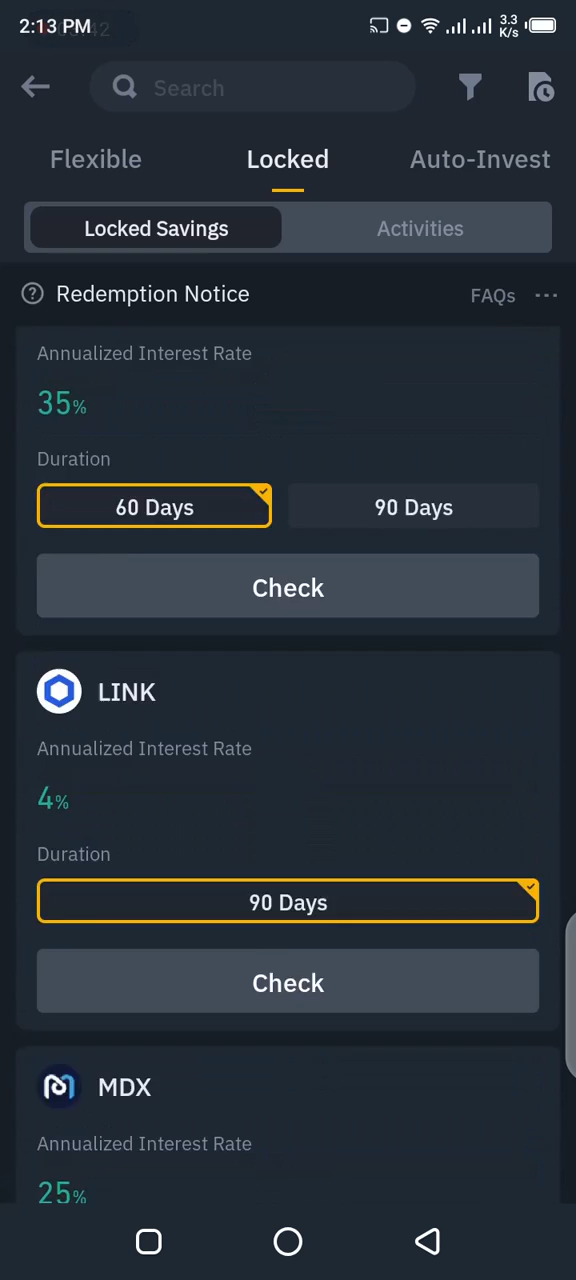 2:13 PM
3.3
K/s
Search
Flexible Locked Auto-Invest
Locked Savings Activities
Redemption Notice FAQs
Annualized Interest Rate
35%
Duration
60 Days 90 Days
Check
LINK
Annualized Interest Rate
4%
Duration
90 Days
Check
MDX
Annualized Interest Rate
25%